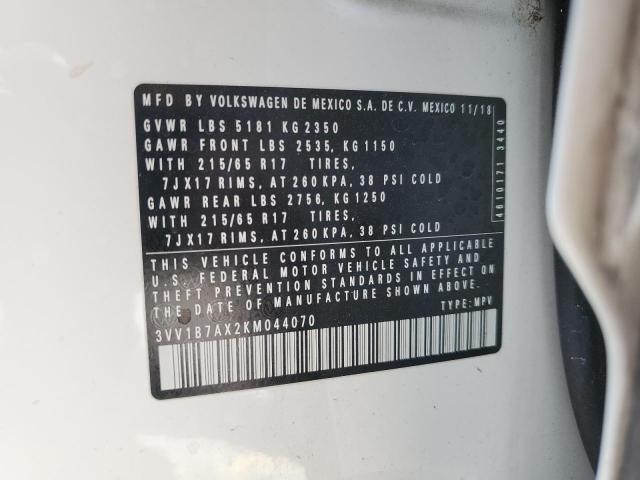 MFD BY VOLKSWAGEN DE MEXICO S.A. DE C.V. MEXICO 11/18
GVWR LBS 5181 KG 2350
GAWR FRONT LBS 2535, KG 1150
WITH 215/65 R17 TIRES,
7JX17 RIMS, AT 260 KPA, 38 PSI COLD
GAWR REAR LBS 2756, KG 1250
WITH 215/65 R17 TIRES,
7JX17 RIMS, AT 260 KPA, 38 PSI COLD
4610171 3440
THIS VEHICLE CONFORMS TO ALL APPLICABLE
U.S. FEDERAL MOTOR VEHICLE SAFETY AND
THEFT PREVENTION STANDARDS IN EFFECT ON
THE DATE OF MANUFACTURE SHOWN ABOVE.
3VV1B7AX2KM044070 TYPE: MPV